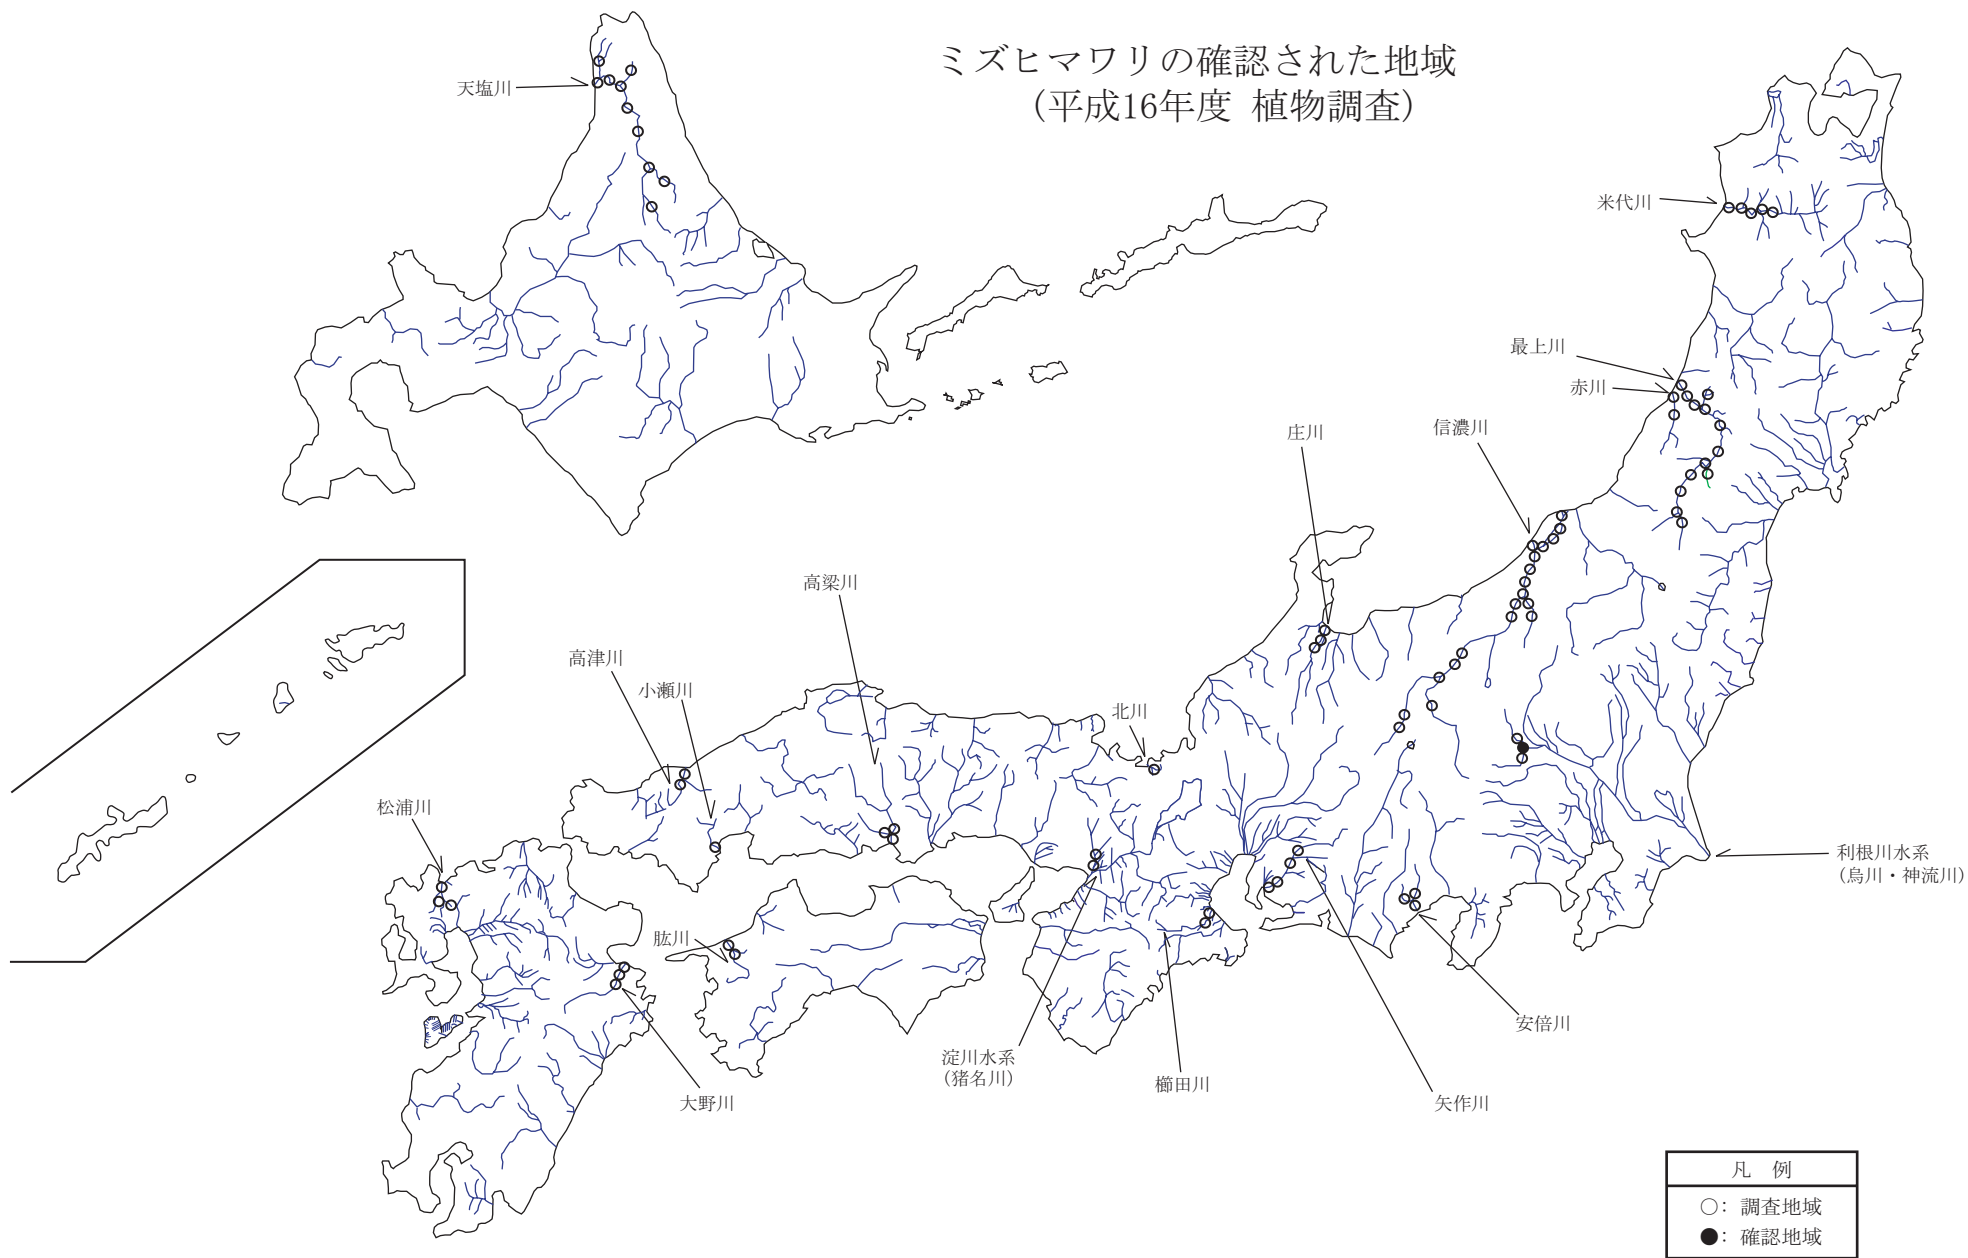 ミズヒマワリの確認された地域
(平成16年度 植物調査)
天塩川
米代川
最上川
赤川
庄川
信濃川
高梁川
高津川
小瀬川
北川
松浦川
利根川水系
(烏川・神流川)
肱川
安倍川
淀川水系
(猪名川)
櫛田川
大野川
矢作川
凡 例
○: 調査地域
●: 確認地域